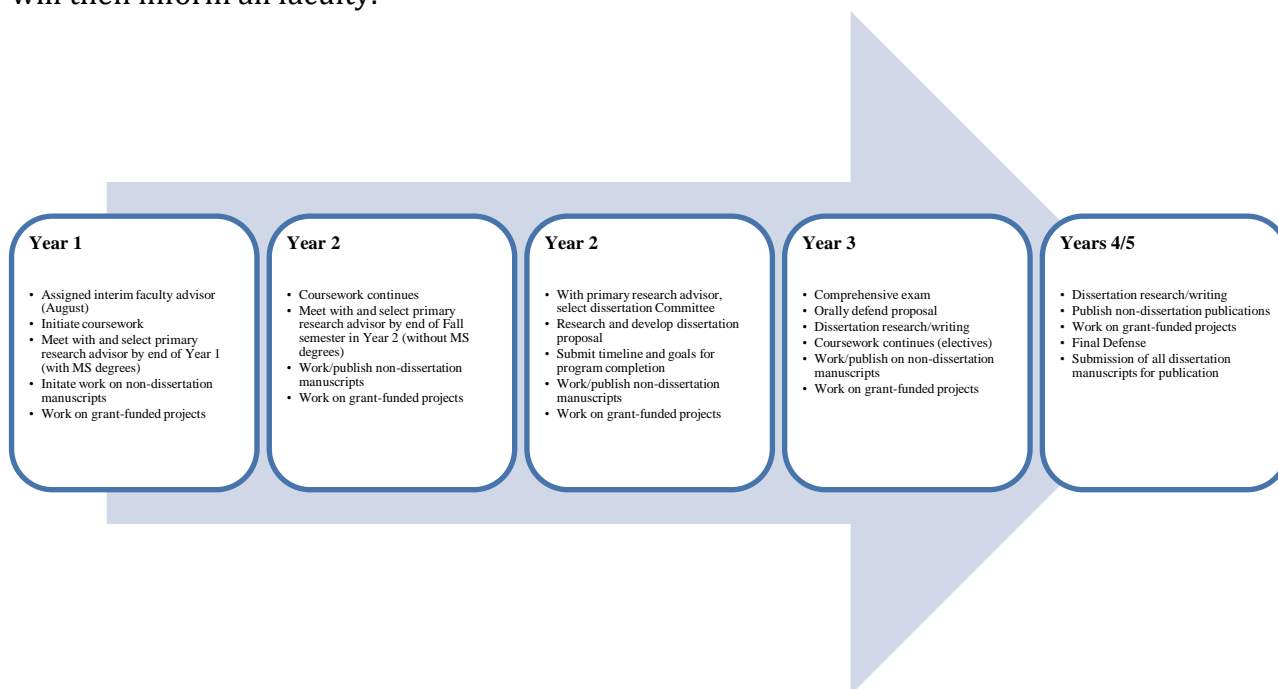 will then inform all faculty.
Year 1
• Assigned interim faculty advisor
(August)
• Initiate coursework
• Meet with and select primary
research advisor by end of Year 1
(with MS degrees)
• Initate work on non-dissertation
manuscripts
• Work on grant-funded projects
Year 2
• Coursework continues
• Meet with and select primary
research advisor by end of Fall
semester in Year 2 (without MS
degrees)
• Work/publish non-dissertation
manuscripts
• Work on grant-funded projects
Year 2
• With primary research advisor,
select dissertation Committee
• Research and develop dissertation
proposal
• Submit timeline and goals for
program completion
• Work/publish non-dissertation
manuscripts
• Work on grant-funded projects
Year 3
• Comprehensive exam
• Orally defend proposal
• Dissertation research/writing
• Coursework continues (electives)
• Work/publish on non-dissertation
manuscripts
• Work on grant-funded projects
Years 4/5
• Dissertation research/writing
• Publish non-dissertation publications
• Work on grant-funded projects
• Final Defense
• Submission of all dissertation
manuscripts for publication